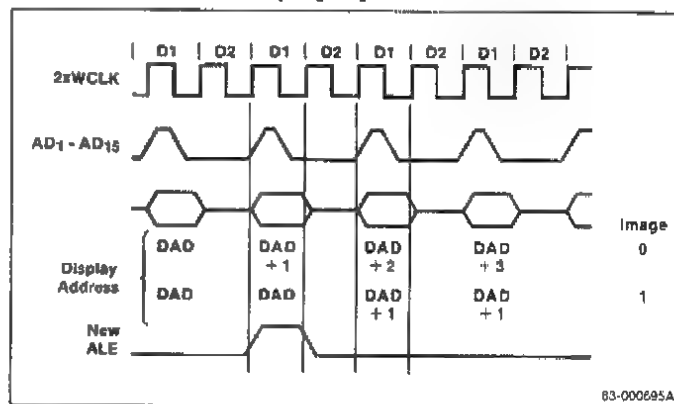 D1 D2 D1 D2 D1 D2 D1 D2
2xWCLK
AD1 - AD15
Image
DAD DAD + 1 DAD + 2 DAD + 3 0
Display Address
DAD DAD DAD + 1 DAD + 1 1
New ALE
83-000695A